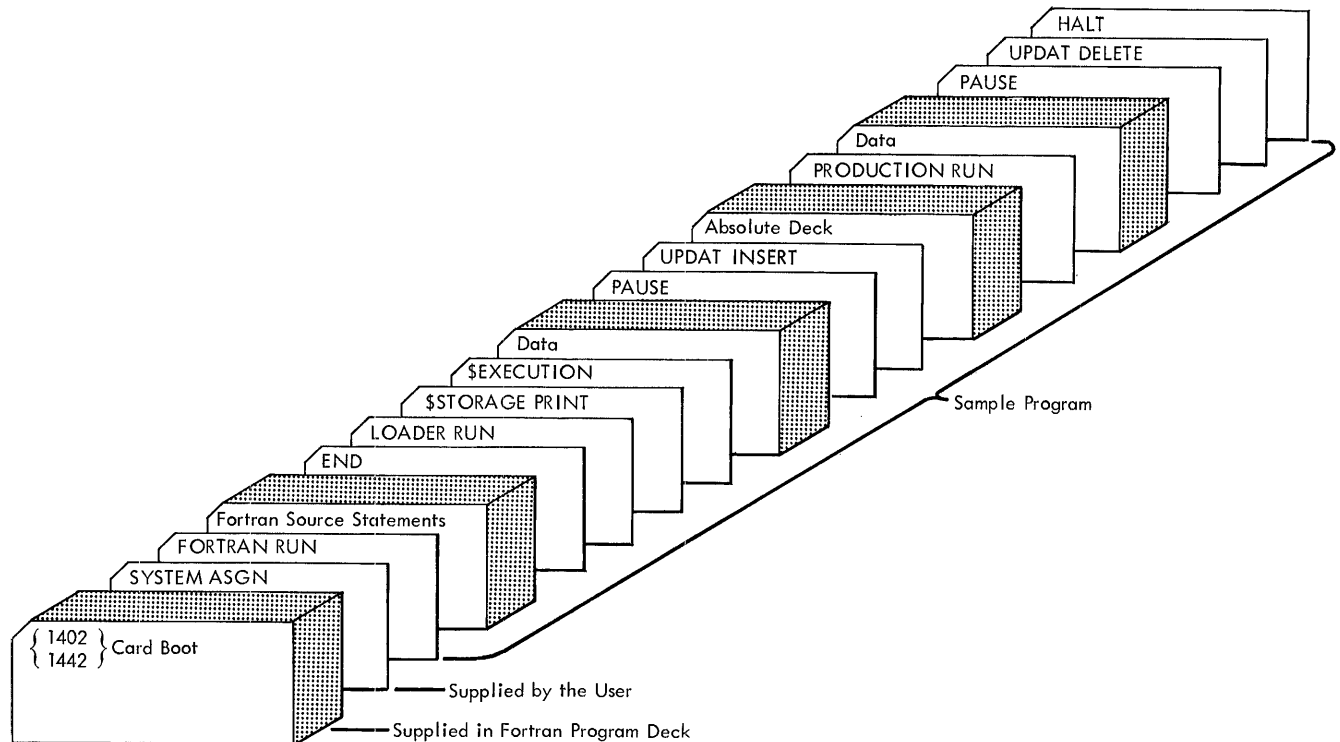 HALT
UPDAT DELETE
PAUSE
Data
PRODUCTION RUN
Absolute Deck
UPDAT INSERT
PAUSE
Data
$EXECUTION
$STORAGE PRINT
Sample Program
LOADER RUN
END
Fortran Source Statements
FORTRAN RUN
SYSTEM ASGN
{ 1402
1442 } Card Boot
Supplied by the User
Supplied in Fortran Program Deck